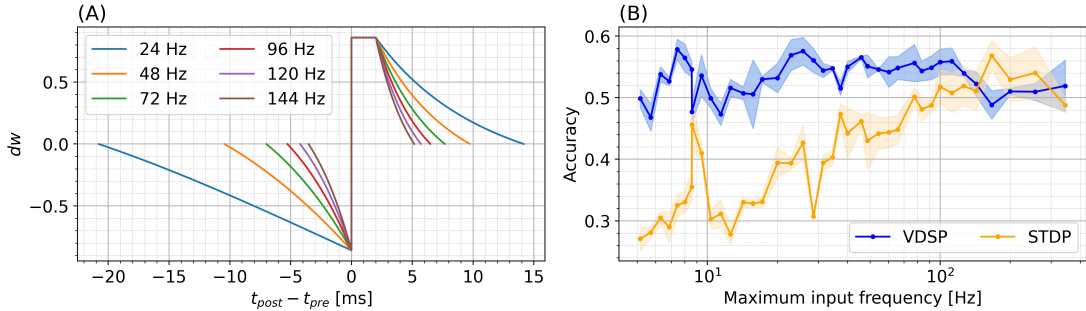 (A)
24 Hz
48 Hz
72 Hz
96 Hz
120 Hz
144 Hz
0.5
0.0
−0.5
dw
−20 −15 −10 −5 0 5 10 15
t_post − t_pre [ms]
(B)
0.6
0.5
0.4
0.3
Accuracy
VDSP STDP
10^1 10^2
Maximum input frequency [Hz]